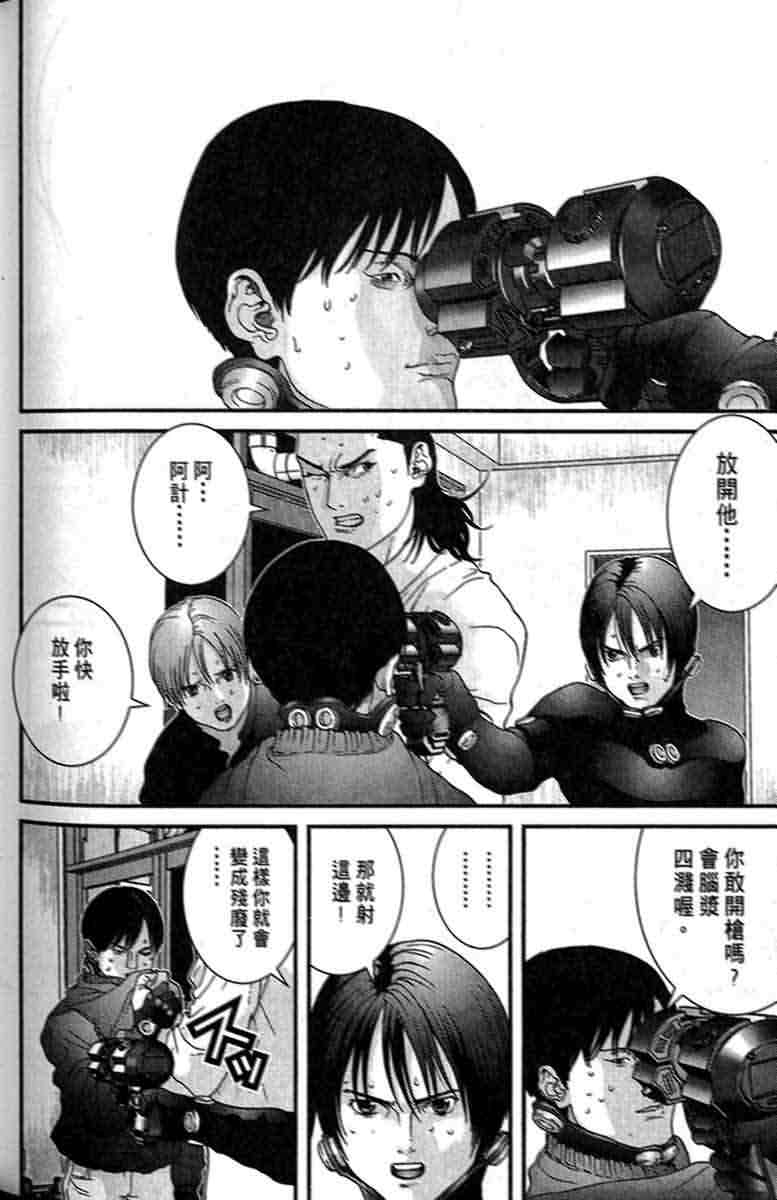 放開他……
阿…
阿計……
你快
放手啦！
你敢開槍嗎？
會腦漿
四濺喔。
………
那就射
這邊！
這樣你就會
變成殘廢了
……